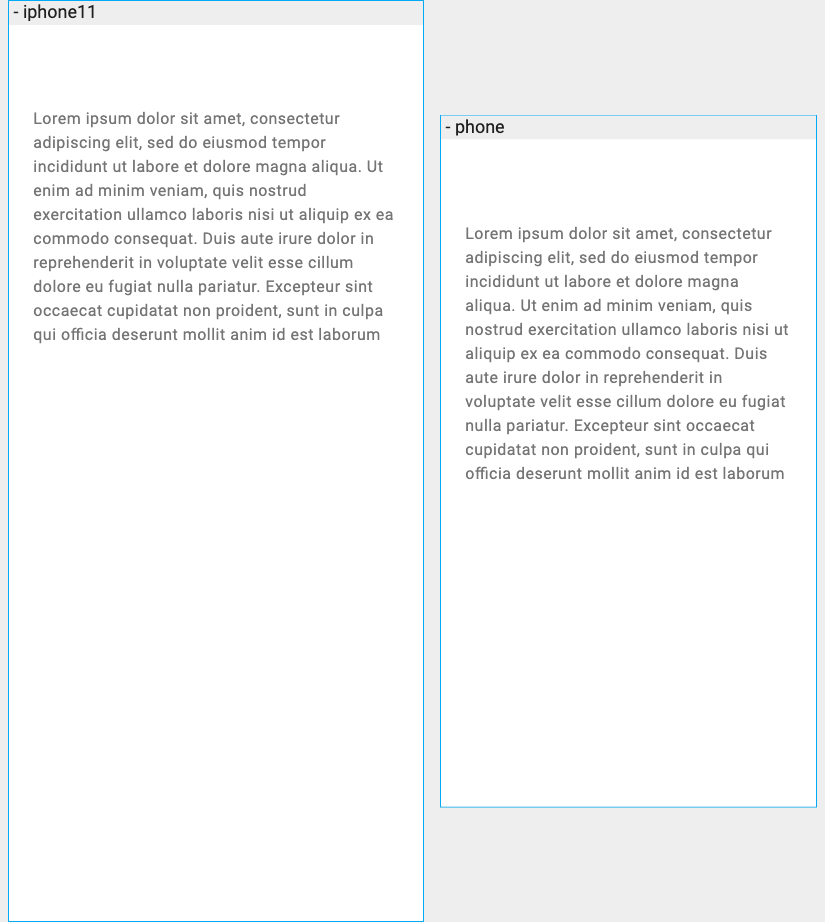 - iphone11
Lorem ipsum dolor sit amet, consectetur
adipiscing elit, sed do eiusmod tempor
incididunt ut labore et dolore magna aliqua. Ut
enim ad minim veniam, quis nostrud
exercitation ullamco laboris nisi ut aliquip ex ea
commodo consequat. Duis aute irure dolor in
reprehenderit in voluptate velit esse cillum
dolore eu fugiat nulla pariatur. Excepteur sint
occaecat cupidatat non proident, sunt in culpa
qui officia deserunt mollit anim id est laborum
- phone
Lorem ipsum dolor sit amet, consectetur
adipiscing elit, sed do eiusmod tempor
incididunt ut labore et dolore magna
aliqua. Ut enim ad minim veniam, quis
nostrud exercitation ullamco laboris nisi ut
aliquip ex ea commodo consequat. Duis
aute irure dolor in reprehenderit in
voluptate velit esse cillum dolore eu fugiat
nulla pariatur. Excepteur sint occaecat
cupidatat non proident, sunt in culpa qui
officia deserunt mollit anim id est laborum